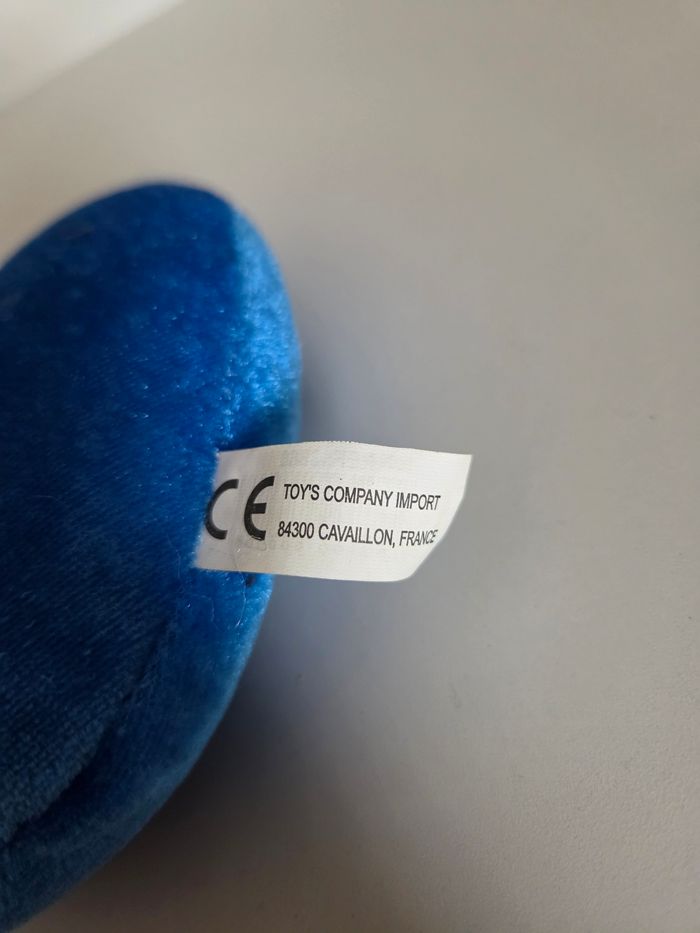 CE
TOY'S COMPANY IMPORT
84300 CAVAILLON, FRANCE